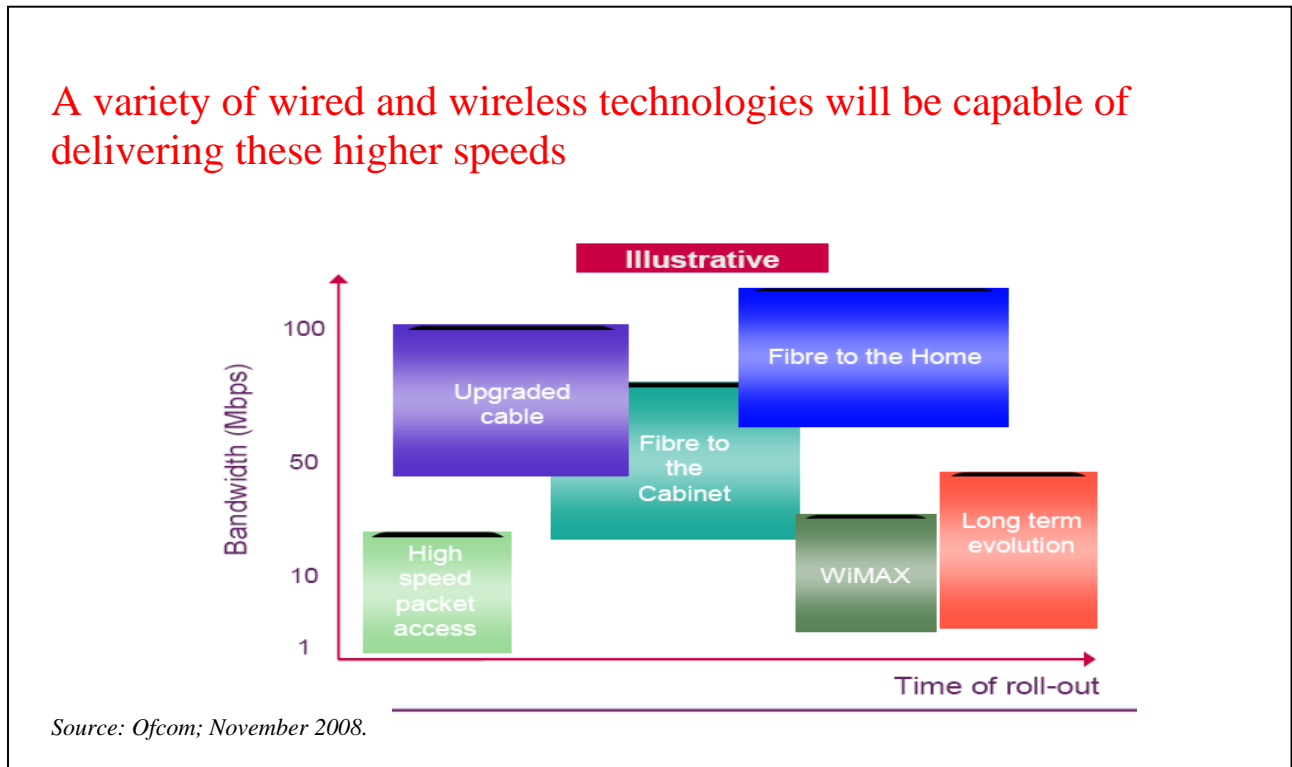 A variety of wired and wireless technologies will be capable of
delivering these higher speeds
Illustrative
Bandwidth (Mbps)
100
50
10
1
Upgraded
cable
Fibre to the Home
Fibre to
the
Cabinet
High
speed
packet
access
WiMAX
Long term
evolution
Time of roll-out
Source: Ofcom; November 2008.